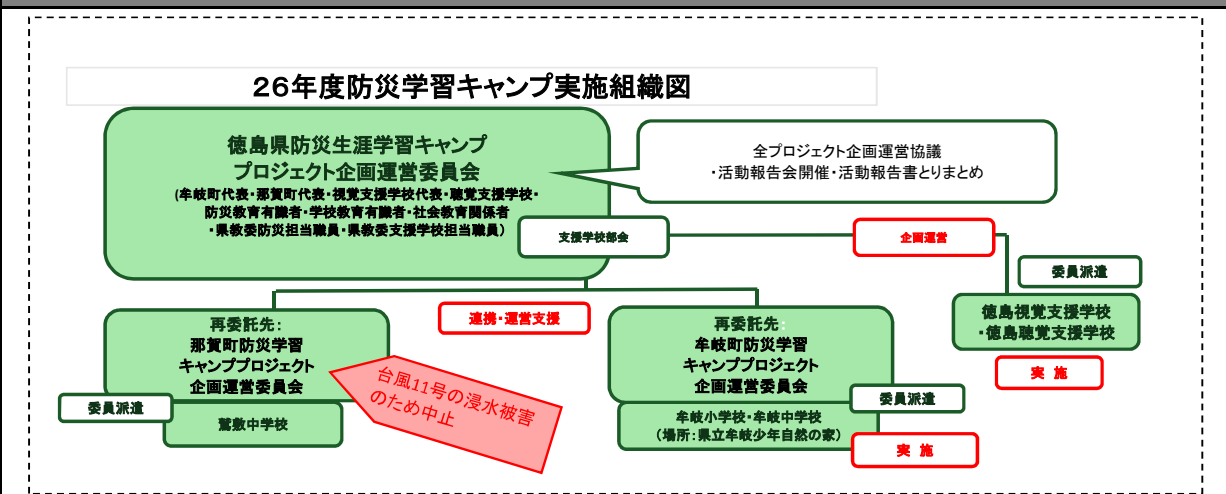 26年度防災学習キャンプ実施組織図
徳島県防災生涯学習キャンプ
プロジェクト企画運営委員会
(牟岐町代表・那賀町代表・視覚支援学校代表・聴覚支援学校・
防災教育有識者・学校教育有識者・社会教育関係者
・県教委防災担当職員・県教委支援学校担当職員)
全プロジェクト企画運営協議
・活動報告会開催・活動報告書とりまとめ
支援学校部会
企画運営
委員派遣
徳島視覚支援学校
・徳島聴覚支援学校
実 施
連携・運営支援
再委託先:
那賀町防災学習
キャンププロジェクト
企画運営委員会
委員派遣
鷲敷中学校
台風11号の浸水被害
のため中止
再委託先:
牟岐町防災学習
キャンププロジェクト
企画運営委員会
委員派遣
牟岐小学校・牟岐中学校
(場所:県立牟岐少年自然の家)
実 施